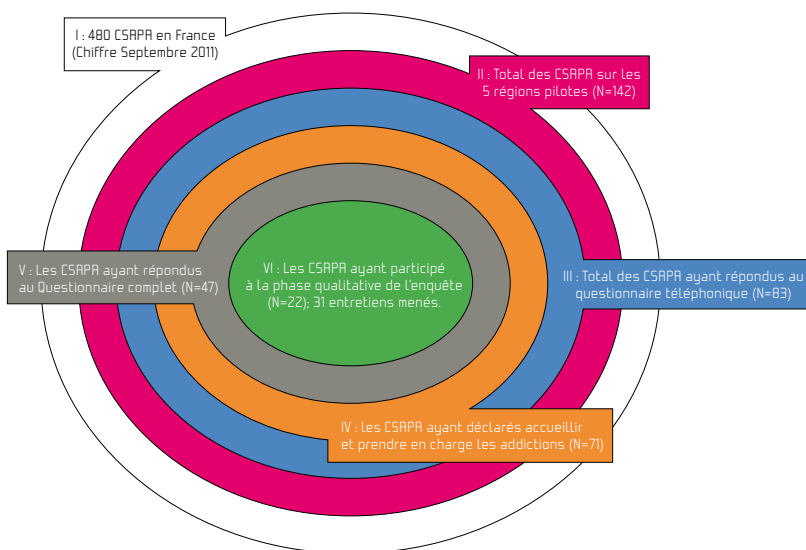 I : 480 CSAPA en France
(Chiffre Septembre 2011)
II : Total des CSAPA sur les
5 régions pilotes (N=142)
III : Total des CSAPA ayant répondus au
questionnaire téléphonique (N=83)
IV : les CSAPA ayant déclarés accueillir
et prendre en charge les addictions (N=71)
V : Les CSAPA ayant répondus
au Questionnaire complet (N=47)
VI : Les CSAPA ayant participé
à la phase qualitative de l'enquête
(N=22); 31 entretiens menés.